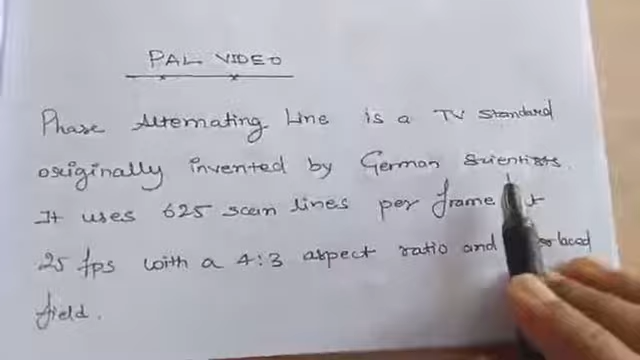 PAL VIDEO
Phase Alternating Line is a TV standard
originally invented by German Scientists.
It uses 625 scan lines per frame
25 fps with a 4:3 aspect ratio and
field.